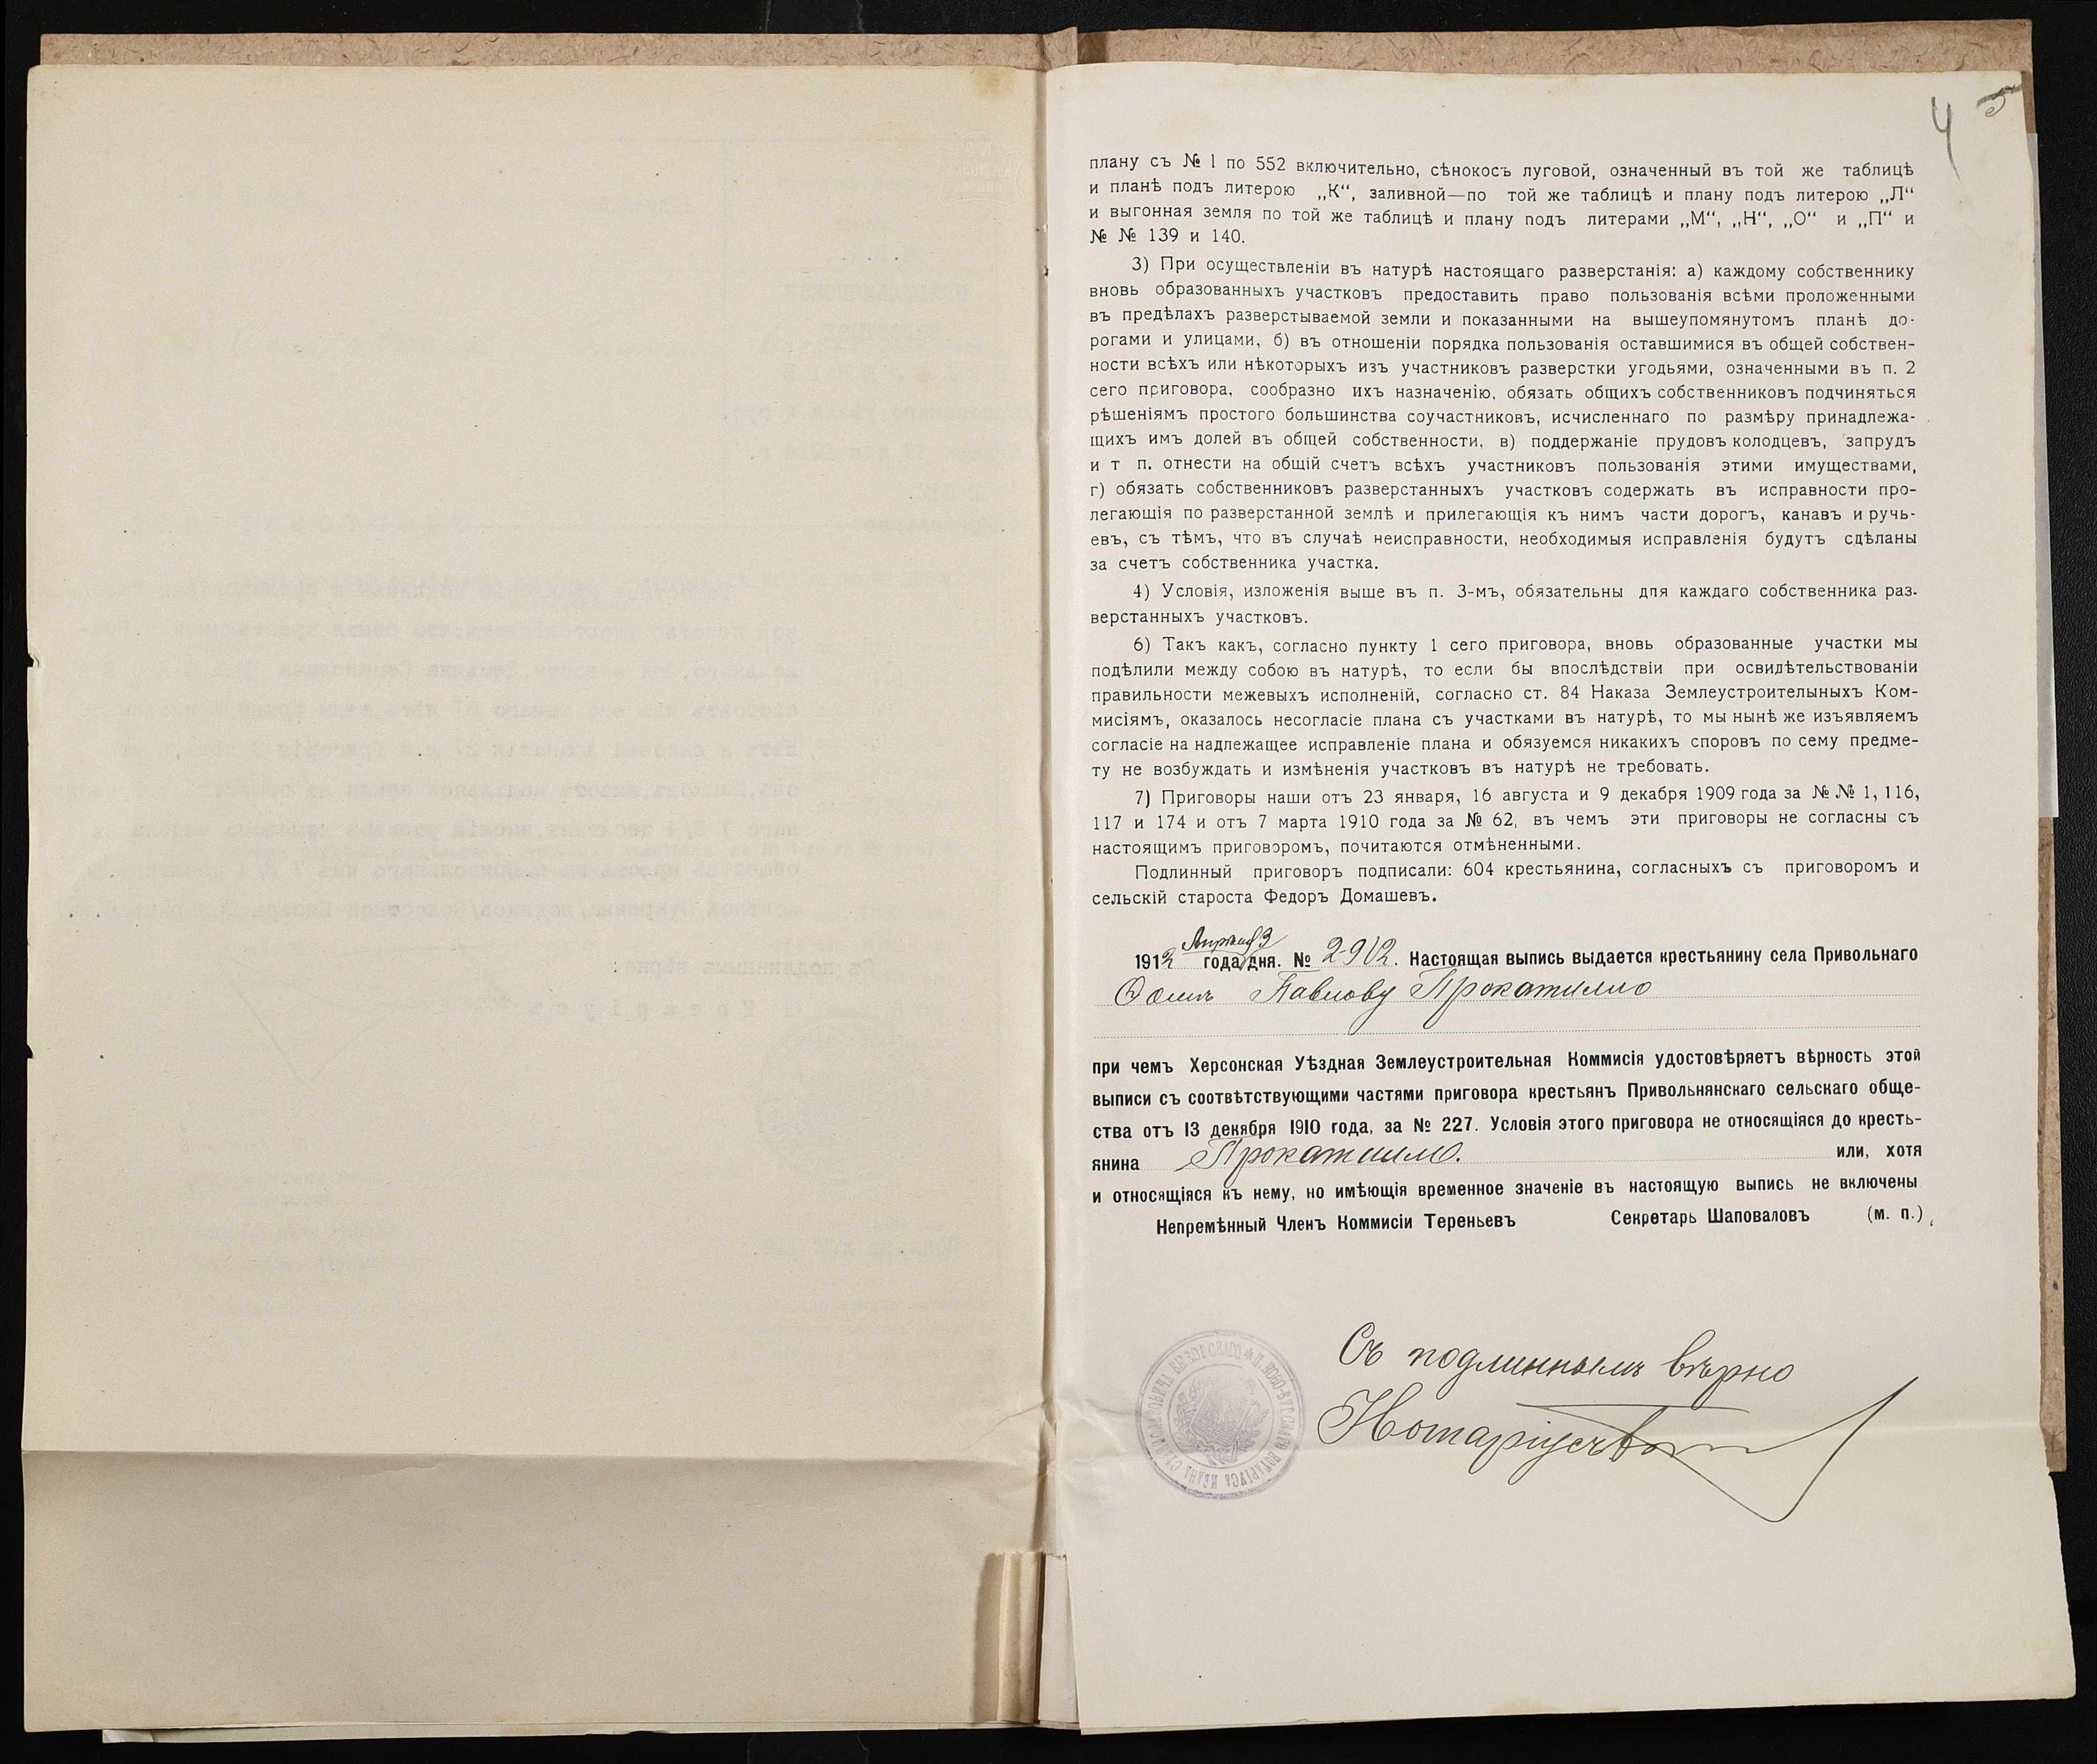 4 5
плану съ № 1 по 552 включительно, сѣнокосъ луговой, означенный въ той же таблицѣ
и планѣ подъ литерою „К“, заливной—по той же таблицѣ и плану подъ литерою „Л“
и выгонная земля по той же таблицѣ и плану подъ литерами „М“, „Н“, „О“ и „П“ и
№ № 139 и 140.
3) При осуществленіи въ натурѣ настоящаго разверстанія: а) каждому собственнику
вновь образованныхъ участковъ предоставить право пользованія всѣми проложенными
въ предѣлахъ разверстываемой земли и показанными на вышеупомянутомъ планѣ до-
рогами и улицами, б) въ отношеніи порядка пользованія оставшимися въ общей собствен-
ности всѣхъ или нѣкоторыхъ изъ участниковъ разверстки угодьями, означенными въ п. 2
сего приговора, сообразно ихъ назначенію, обязать общихъ собственниковъ подчиняться
рѣшеніямъ простого большинства соучастниковъ, исчисленнаго по размѣру принадлежа-
щихъ имъ долей въ общей собственности, в) поддержаніе прудовъ колодцевъ, запрудъ
и т п. отнести на общій счетъ всѣхъ участниковъ пользованія этими имуществами,
г) обязать собственниковъ разверстанныхъ участковъ содержать въ исправности про-
легающія по разверстанной землѣ и прилегающія къ нимъ части дорогъ, канавъ и ручь-
евъ, съ тѣмъ, что въ случаѣ неисправности, необходимыя исправленія будутъ сдѣланы
за счетъ собственника участка.
4) Условія, изложенія выше въ п. 3-мъ, обязательны для каждаго собственника раз.
верстанныхъ участковъ.
6) Такъ какъ, согласно пункту 1 сего приговора, вновь образованные участки мы
подѣлили между собою въ натурѣ, то если бы впослѣдствіи при освидѣтельствованіи
правильности межевыхъ исполненій, согласно ст. 84 Наказа Землеустроительныхъ Ком-
мисіямъ, оказалось несогласіе плана съ участками въ натурѣ, то мы нынѣ же изъявляемъ
согласіе на надлежащее исправленіе плана и обязуемся никакихъ споровъ по сему предме-
ту не возбуждать и измѣненія участковъ въ натурѣ не требовать.
7) Приговоры наши отъ 23 января, 16 августа и 9 декабря 1909 года за № № 1, 116,
117 и 174 и отъ 7 марта 1910 года за № 62, въ чемъ эти приговоры не согласны съ
настоящимъ приговоромъ, почитаются отмѣненными.
Подлинный приговоръ подписали: 604 крестьянина, согласныхъ съ приговоромъ и
сельскій староста Федоръ Домашевъ.
Апрѣля 3
1912 года дня. № 2912. Настоящая выпись выдается крестьянину села Привольнаго
Ѳомѣ Павлову Прокатило
при чемъ Херсонская Уѣздная Землеустроительная Коммисія удостовѣряетъ вѣрность этой
выписи съ соотвѣтствующими частями приговора крестьянъ Привольнянскаго сельскаго обще-
ства отъ 13 декября 1910 года, за № 227. Условія этого приговора не относящіяся до кресть-
янина Прокатило. или, хотя
и относящіяся къ нему, но имѣющія временное значеніе въ настоящую выпись не включены
Непремѣнный Членъ Коммисіи Тереньевъ Секретарь Шаповаловъ (м. п.)
Съ подлиннымъ вѣрно
Нотаріусъ